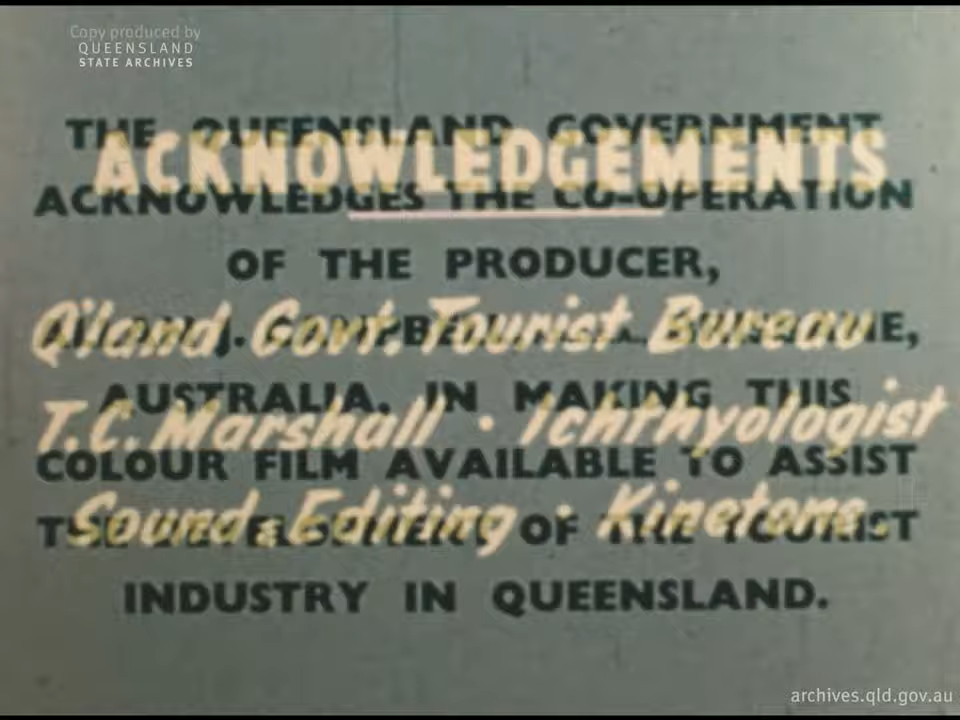 Copy produced by
QUEENSLAND
STATE ARCHIVES
THE QUEENSLAND GOVERNMENT
ACKNOWLEDGEMENTS
ACKNOWLEDGES THE CO-OPERATION
OF THE PRODUCER,
Q'land Govt. Tourist Bureau
AUSTRALIA, IN MAKING THIS
T.C. Marshall · Ichthyologist
COLOUR FILM AVAILABLE TO ASSIST
Sound & Editing · Kinetone.
THE DEVELOPMENT OF THE TOURIST
INDUSTRY IN QUEENSLAND.
archives.qld.gov.au